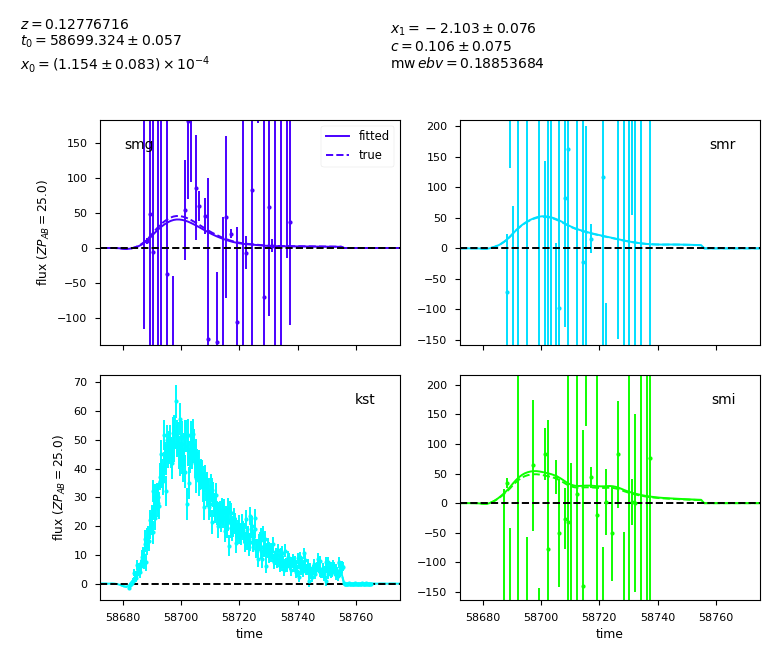 z = 0.12776716
t₀ = 58699.324 ± 0.057
x₀ = (1.154 ± 0.083) × 10⁻⁴
x₁ = −2.103 ± 0.076
c = 0.106 ± 0.075
mw ebv = 0.18853684
smg
fitted
true
150
100
50
0
−50
−100
flux (ZP_AB = 25.0)
smr
200
150
100
50
0
−50
−100
−150
kst
70
60
50
40
30
20
10
0
flux (ZP_AB = 25.0)
58680 58700 58720 58740 58760
time
smi
200
150
100
50
0
−50
−100
−150
58680 58700 58720 58740 58760
time